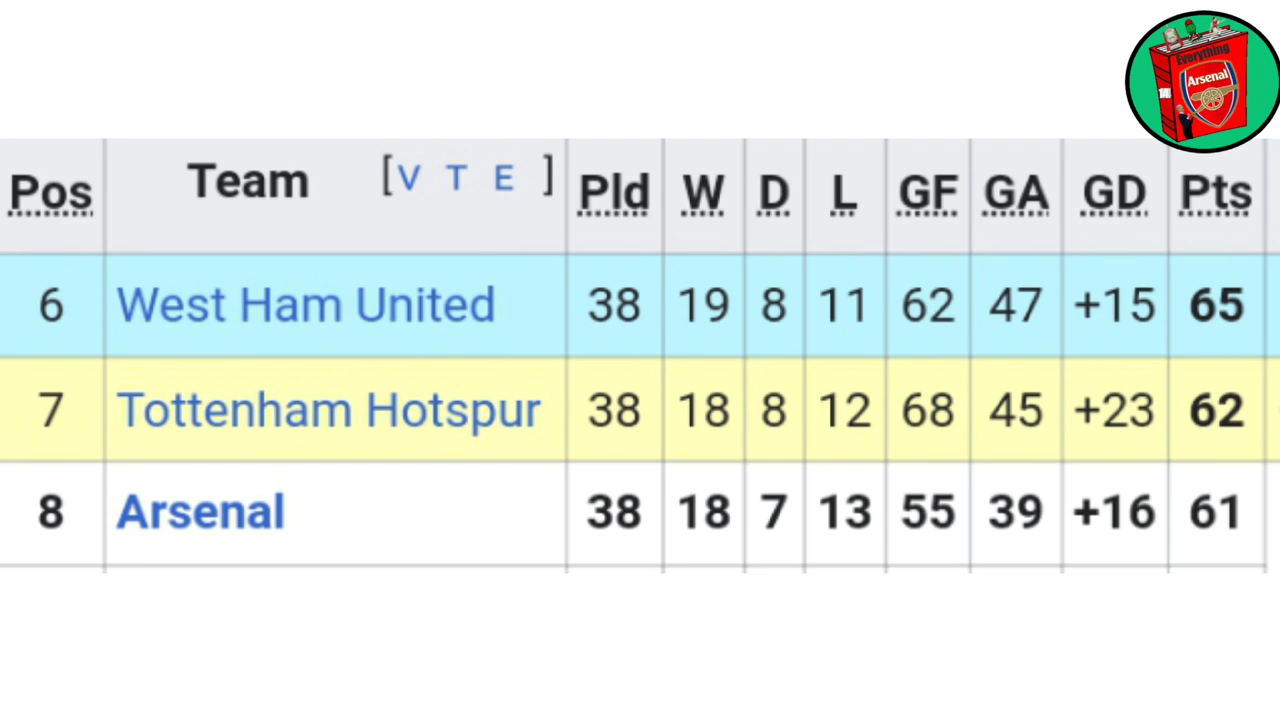 Everything
Arsenal
14
Pos Team [V T E] Pld W D L GF GA GD Pts
6 West Ham United 38 19 8 11 62 47 +15 65
7 Tottenham Hotspur 38 18 8 12 68 45 +23 62
8 Arsenal 38 18 7 13 55 39 +16 61